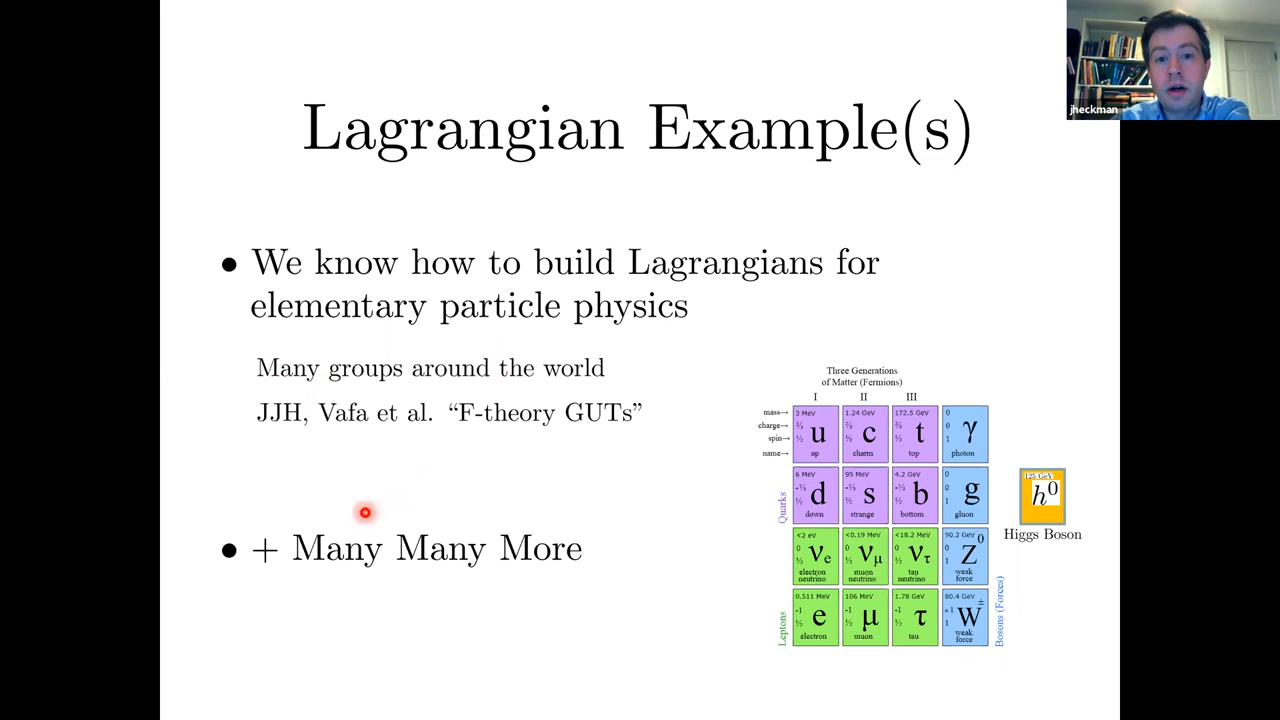 jheckman
Lagrangian Example(s)
• We know how to build Lagrangians for
elementary particle physics
Many groups around the world
JJH, Vafa et al. “F-theory GUTs”
• + Many Many More
Three Generations
of Matter (Fermions)
I II III
mass→ 3 MeV 1.24 GeV 172.5 GeV 0
charge→ ⅔ ⅔ ⅔ 0
spin→ ½ ½ ½ 1
u c t γ
name→ up charm top photon
Quarks
6 MeV 95 MeV 4.2 GeV 0
-⅓ -⅓ -⅓ 0
½ ½ ½ 1
d s b g
down strange bottom gluon
125 GeV
h⁰
Higgs Boson
<2 eV <0.19 MeV <18.2 MeV 90.2 GeV
0 0 0 0
½ ½ ½ 1
νe νμ ντ Z⁰
electron neutrino muon neutrino tau neutrino weak force
Leptons
0.511 MeV 106 MeV 1.78 GeV 80.4 GeV
-1 -1 -1 ±1
½ ½ ½ 1
e μ τ W±
electron muon tau weak force
Bosons (Forces)